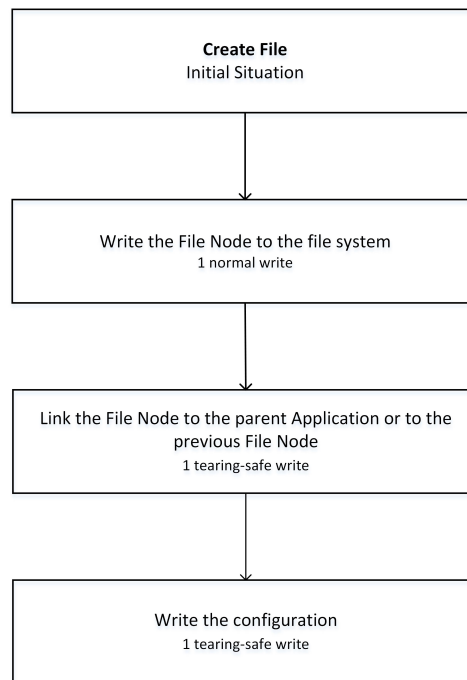 Create File
Initial Situation
Write the File Node to the file system
1 normal write
Link the File Node to the parent Application or to the
previous File Node
1 tearing-safe write
Write the configuration
1 tearing-safe write